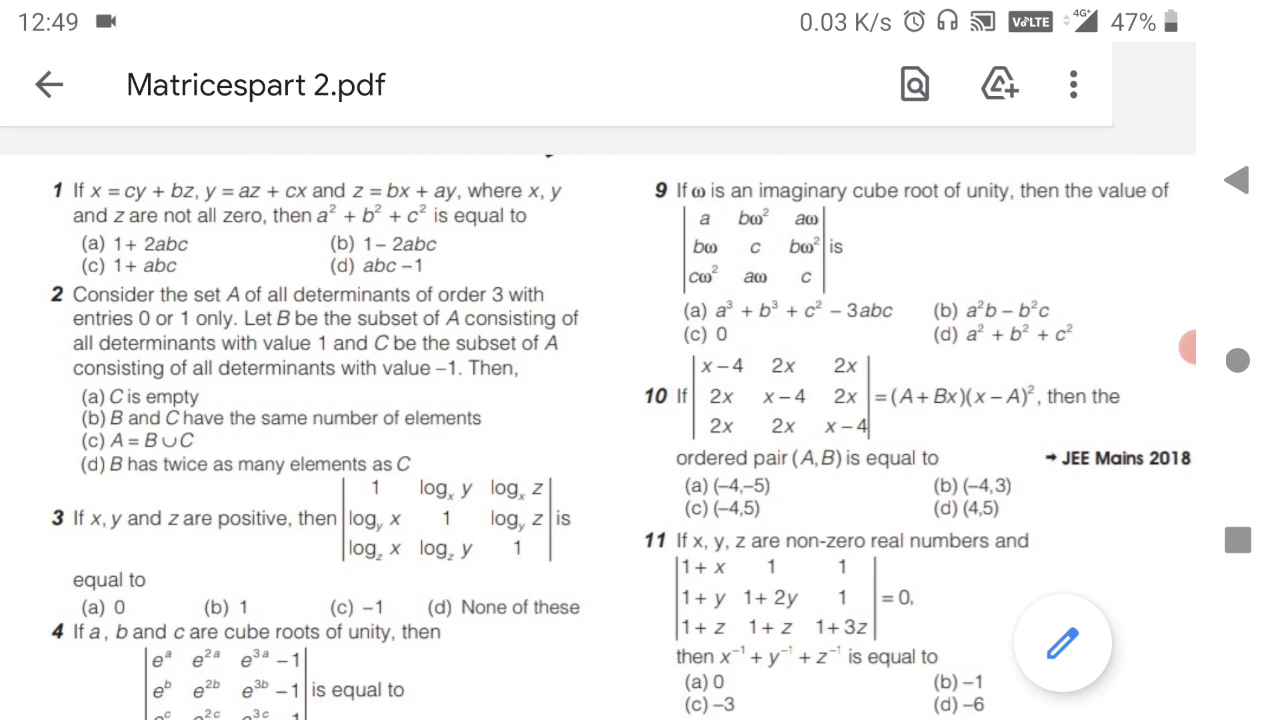 12:49 0.03 K/s VoLTE 4G+ 47%
Matricespart 2.pdf
1 If x = cy + bz, y = az + cx and z = bx + ay, where x, y
and z are not all zero, then a² + b² + c² is equal to
(a) 1+ 2abc (b) 1– 2abc
(c) 1+ abc (d) abc –1
2 Consider the set A of all determinants of order 3 with
entries 0 or 1 only. Let B be the subset of A consisting of
all determinants with value 1 and C be the subset of A
consisting of all determinants with value –1. Then,
(a) C is empty
(b) B and C have the same number of elements
(c) A = B ∪ C
(d) B has twice as many elements as C
1 logₓ y logₓ z
3 If x, y and z are positive, then log_y x 1 log_y z is
log_z x log_z y 1
equal to
(a) 0 (b) 1 (c) –1 (d) None of these
4 If a, b and c are cube roots of unity, then
eᵃ e²ᵃ e³ᵃ –1
eᵇ e²ᵇ e³ᵇ –1 is equal to
eᶜ e²ᶜ e³ᶜ 1
9 If ω is an imaginary cube root of unity, then the value of
a bω² aω
bω c bω² is
cω² aω c
(a) a³ + b³ + c² – 3abc (b) a²b – b²c
(c) 0 (d) a² + b² + c²
x – 4 2x 2x
10 If 2x x – 4 2x = (A + Bx)(x – A)², then the
2x 2x x – 4
ordered pair (A, B) is equal to → JEE Mains 2018
(a) (–4,–5) (b) (–4,3)
(c) (–4,5) (d) (4,5)
11 If x, y, z are non-zero real numbers and
1+ x 1 1
1+ y 1+ 2y 1 = 0,
1+ z 1+ z 1+3z
then x⁻¹ + y⁻¹ + z⁻¹ is equal to
(a) 0 (b) –1
(c) –3 (d) –6